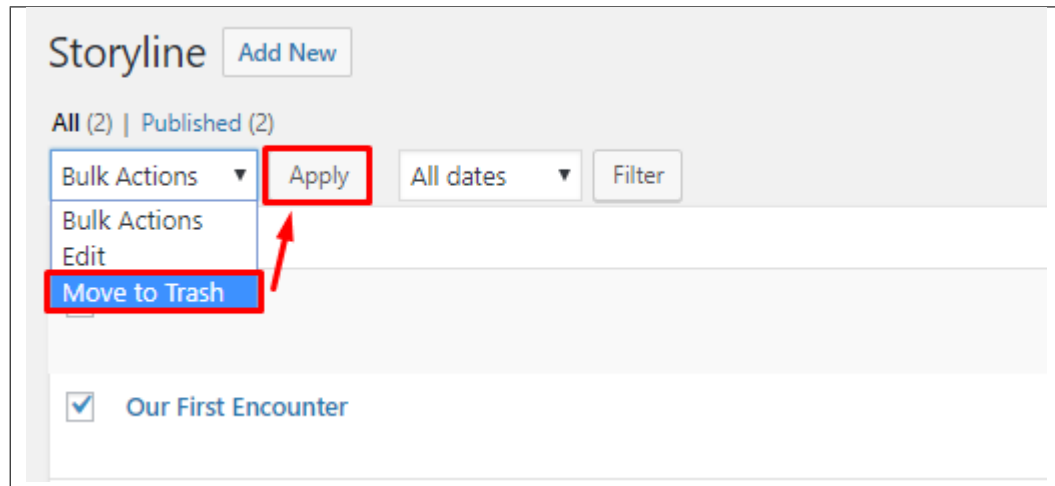 Storyline Add New
All (2) | Published (2)
Bulk Actions Apply All dates Filter
Bulk Actions
Edit
Move to Trash
Our First Encounter